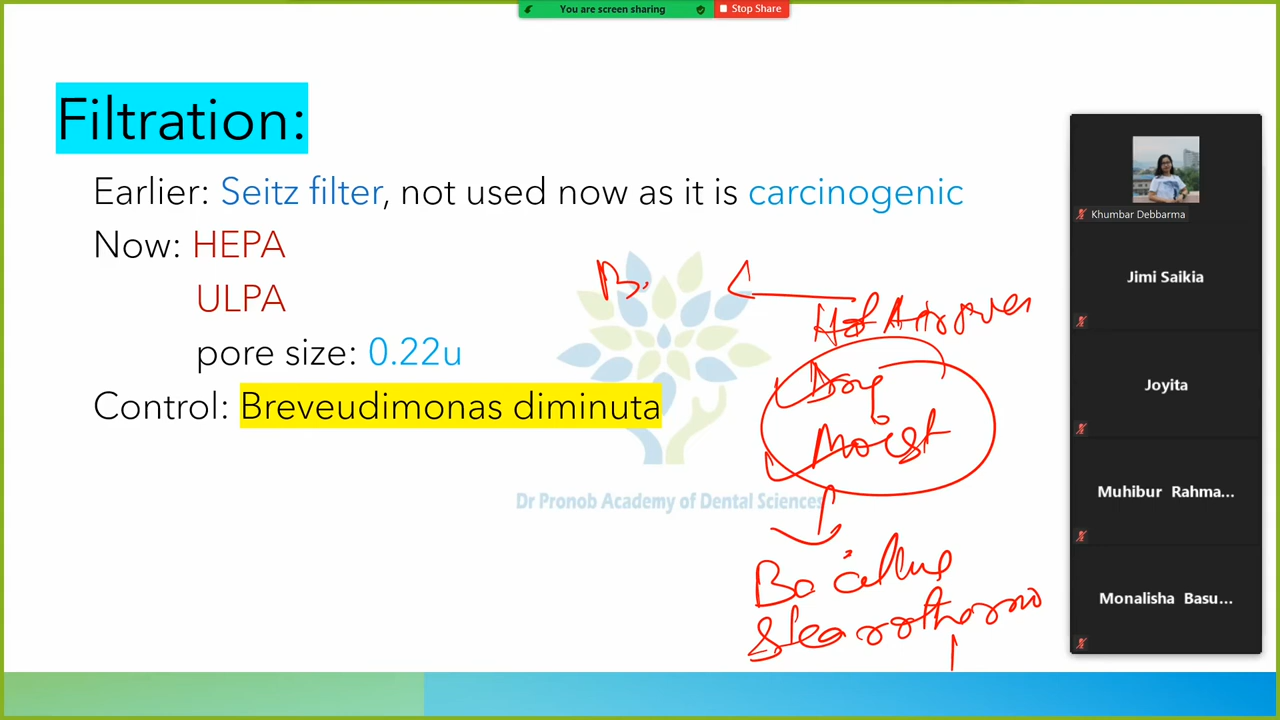 You are screen sharing
Stop Share
Filtration:
Earlier: Seitz filter, not used now as it is carcinogenic
Now: HEPA
ULPA
pore size: 0.22u
Control: Breveudimonas diminuta
B.
Hot Air oven
Dry
Moist
Bacillus
Stearothermo
Dr Pronob Academy of Dental Sciences
Khumbar Debbarma
Jimi Saikia
Joyita
Muhibur Rahma...
Monalisha Basu...